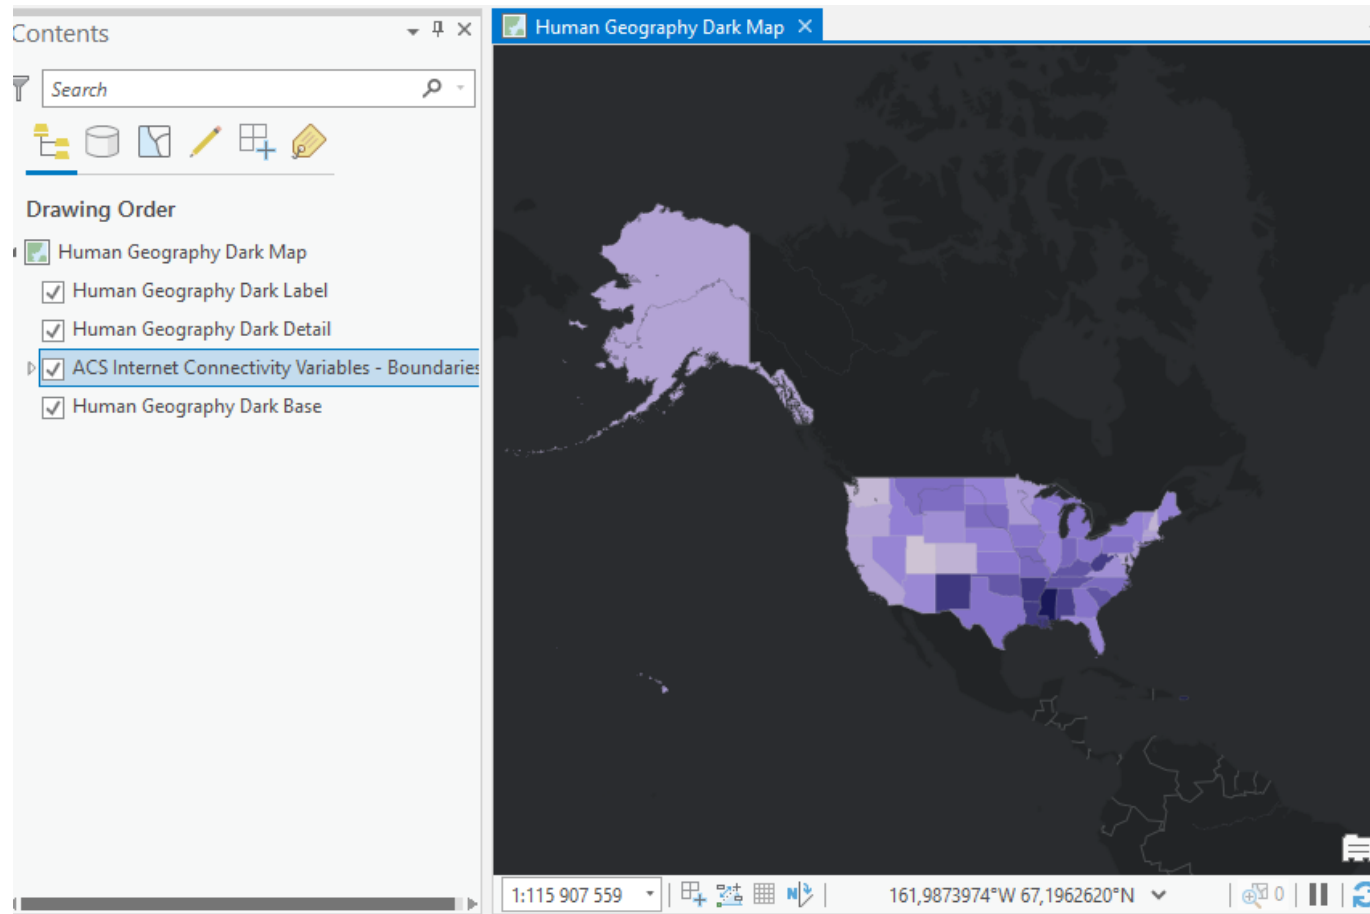 Contents
Human Geography Dark Map
Search
Drawing Order
Human Geography Dark Map
Human Geography Dark Label
Human Geography Dark Detail
ACS Internet Connectivity Variables - Boundaries
Human Geography Dark Base
1:115 907 559
N
161,9873974°W 67,1962620°N
0